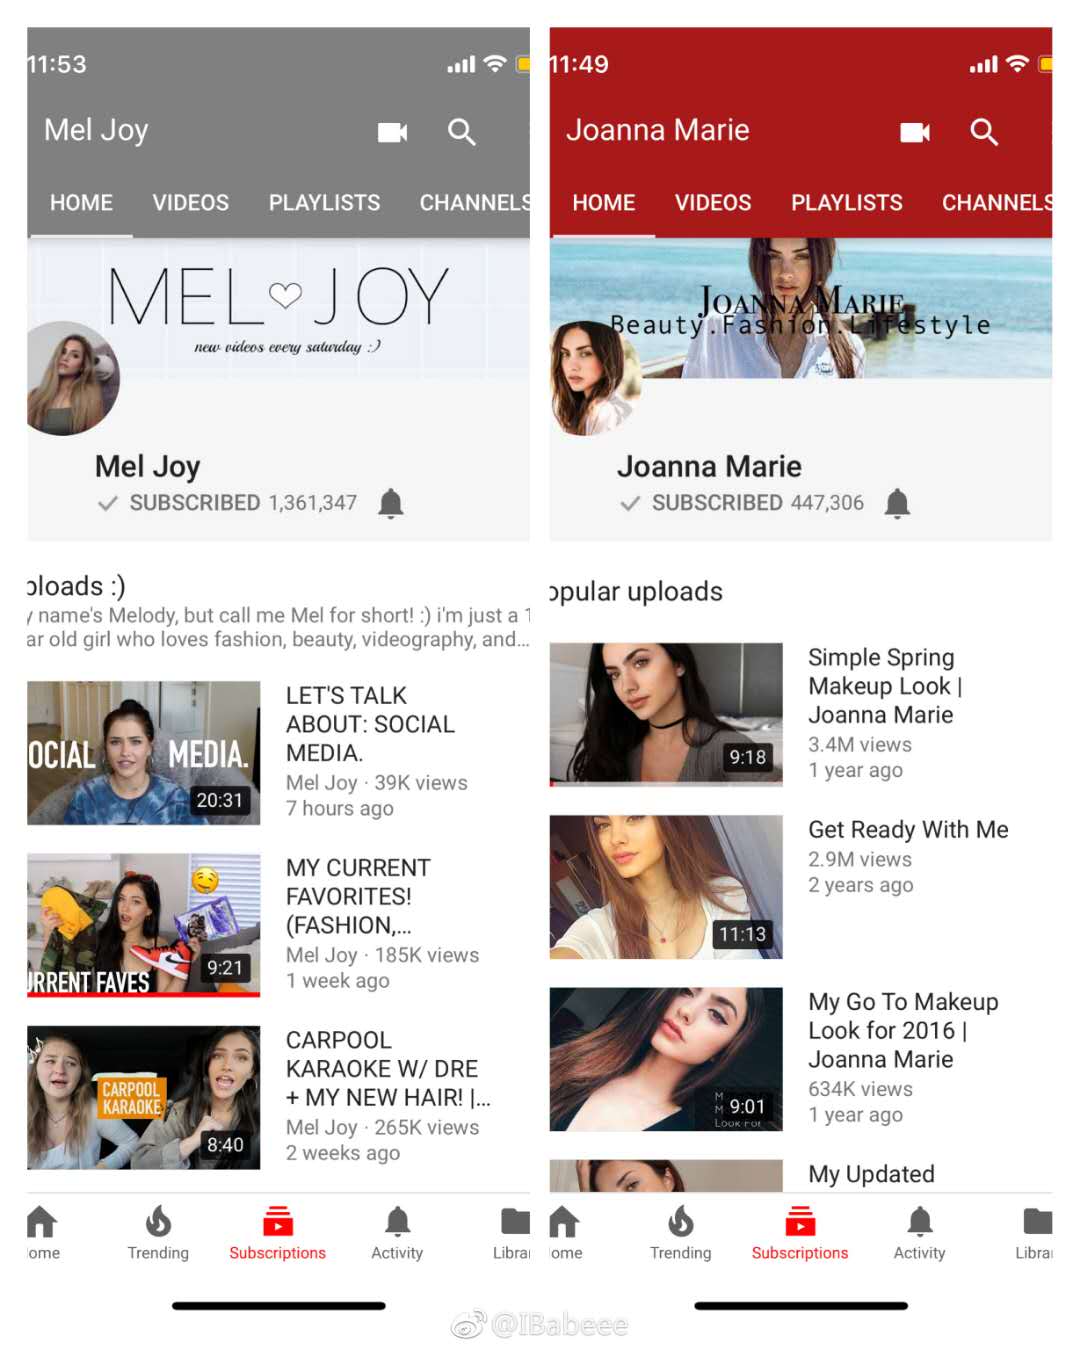 11:53
Mel Joy
HOME VIDEOS PLAYLISTS CHANNELS
MEL JOY
new videos every saturday :)
Mel Joy
SUBSCRIBED 1,361,347
ploads :)
y name's Melody, but call me Mel for short! :) i'm just a 1
ar old girl who loves fashion, beauty, videography, and...
OCIAL MEDIA.
20:31
LET'S TALK
ABOUT: SOCIAL
MEDIA.
Mel Joy · 39K views
7 hours ago
URRENT FAVES
9:21
MY CURRENT
FAVORITES!
(FASHION,...
Mel Joy · 185K views
1 week ago
CARPOOL
KARAOKE
8:40
CARPOOL
KARAOKE W/ DRE
+ MY NEW HAIR! |...
Mel Joy · 265K views
2 weeks ago
ome Trending Subscriptions Activity Librar
11:49
Joanna Marie
HOME VIDEOS PLAYLISTS CHANNELS
JOANNA MARIE
Beauty.Fashion.Lifestyle
Joanna Marie
SUBSCRIBED 447,306
opular uploads
9:18
Simple Spring
Makeup Look |
Joanna Marie
3.4M views
1 year ago
11:13
Get Ready With Me
2.9M views
2 years ago
M
M
Look For
9:01
My Go To Makeup
Look for 2016 |
Joanna Marie
634K views
1 year ago
My Updated
ome Trending Subscriptions Activity Librar
@IBabeee